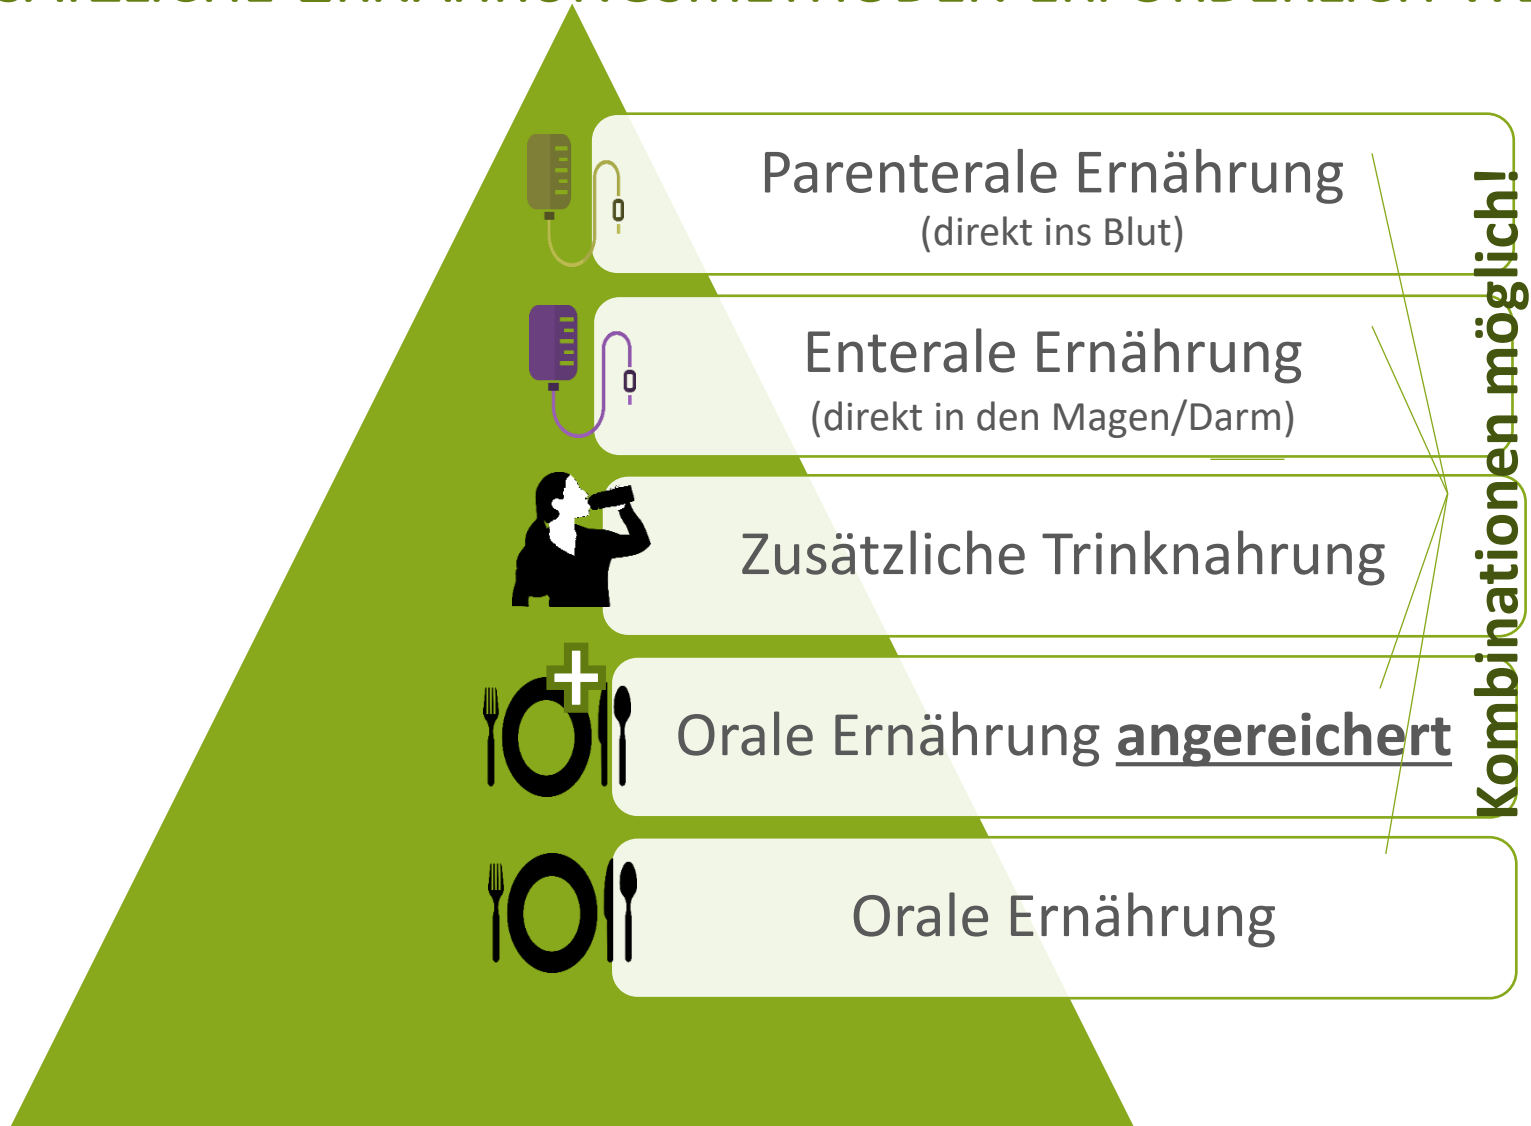 Parenterale Ernährung
(direkt ins Blut)
Enterale Ernährung
(direkt in den Magen/Darm)
Zusätzliche Trinknahrung
Orale Ernährung angereichert
Orale Ernährung
Kombinationen möglich!